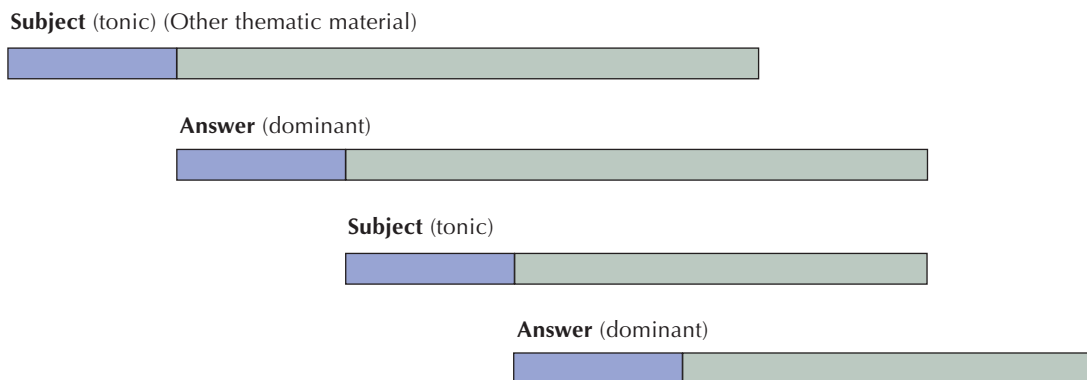 Subject (tonic) (Other thematic material)
Answer (dominant)
Subject (tonic)
Answer (dominant)